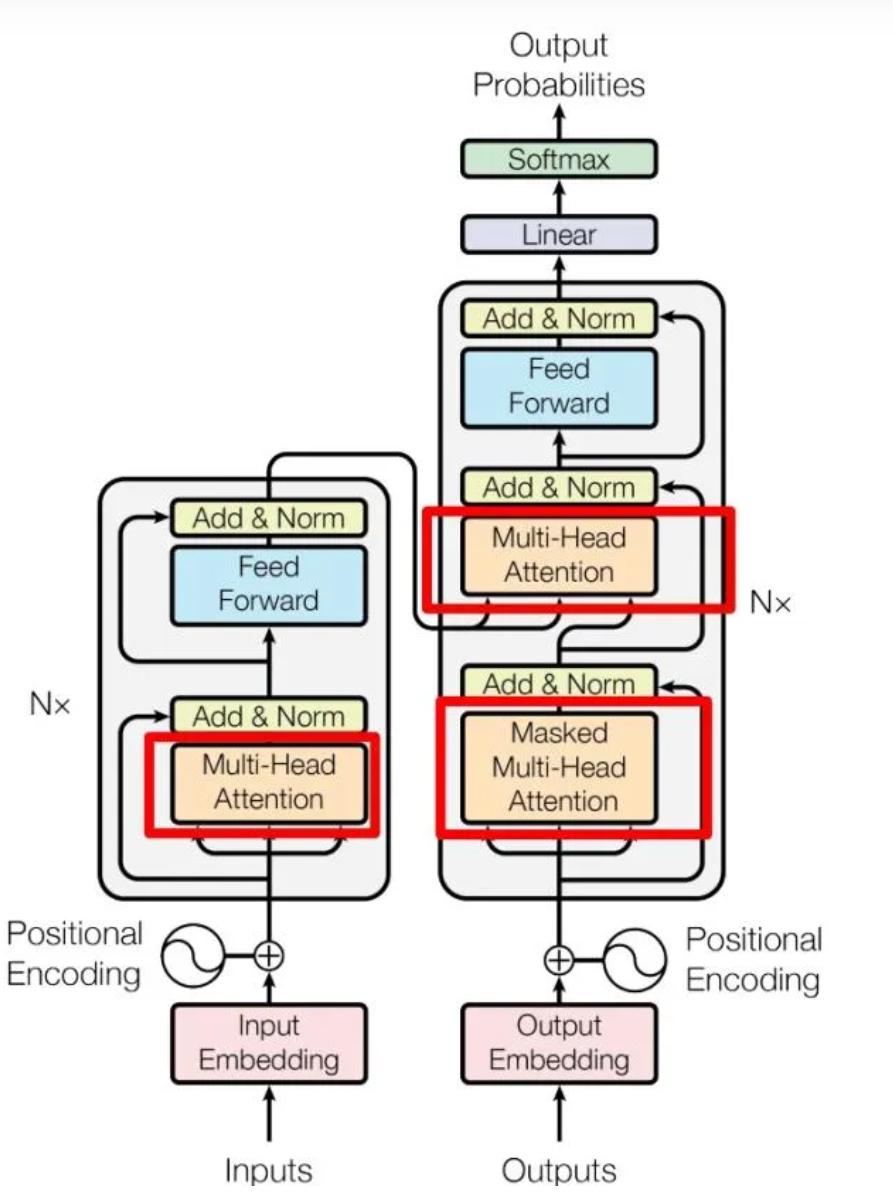 Output
Probabilities
Softmax
Linear
Add & Norm
Feed
Forward
Add & Norm
Multi-Head
Attention
Nx
Add & Norm
Masked
Multi-Head
Attention
Add & Norm
Feed
Forward
Nx
Add & Norm
Multi-Head
Attention
Positional
Encoding
Positional
Encoding
Input
Embedding
Output
Embedding
Inputs
Outputs